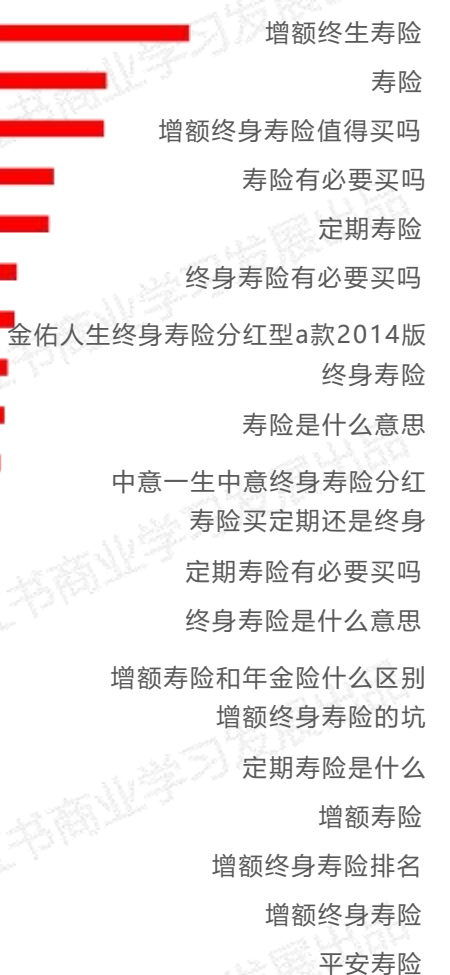 增额终生寿险
寿险
增额终身寿险值得买吗
寿险有必要买吗
定期寿险
终身寿险有必要买吗
金佑人生终身寿险分红型a款2014版
终身寿险
寿险是什么意思
中意一生中意终身寿险分红
寿险买定期还是终身
定期寿险有必要买吗
终身寿险是什么意思
增额寿险和年金险什么区别
增额终身寿险的坑
定期寿险是什么
增额寿险
增额终身寿险排名
增额终身寿险
平安寿险